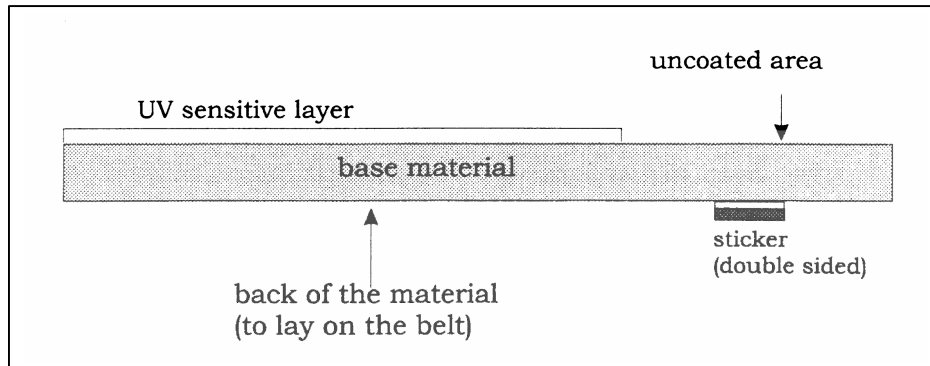 uncoated area
UV sensitive layer
base material
sticker
(double sided)
back of the material
(to lay on the belt)